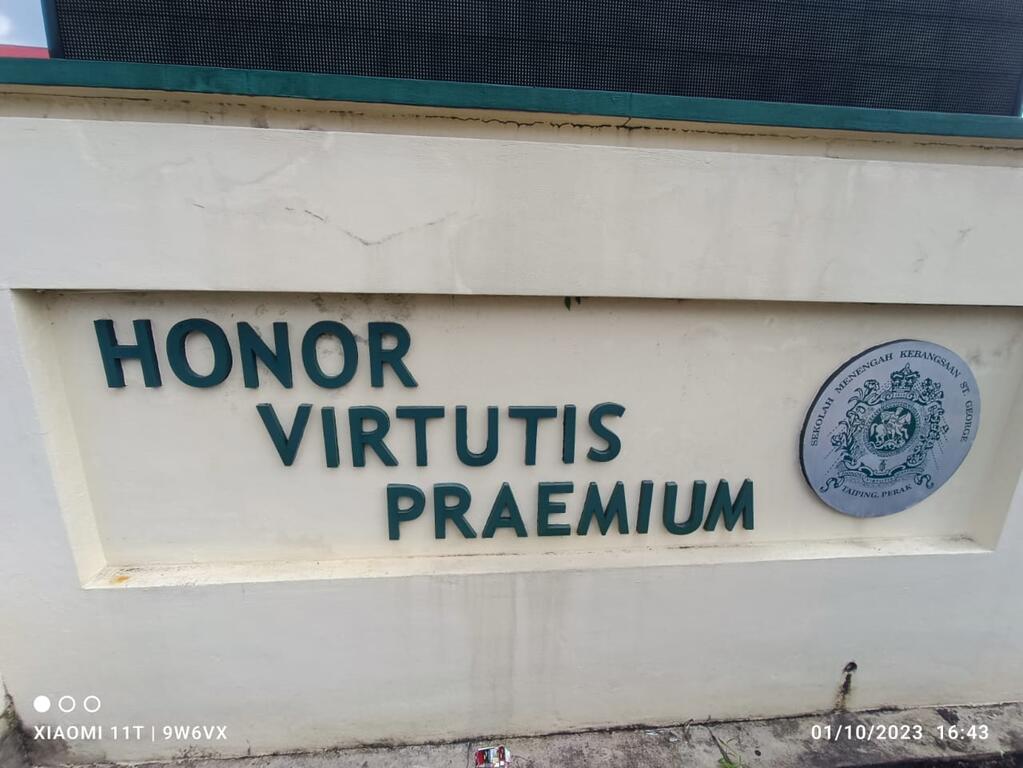 HONOR
VIRTUTIS
PRAEMIUM
SEKOLAH MENENGAH KEBANGSAAN ST. GEORGE
TAIPING, PERAK
XIAOMI 11T | 9W6VX
01/10/2023 16:43